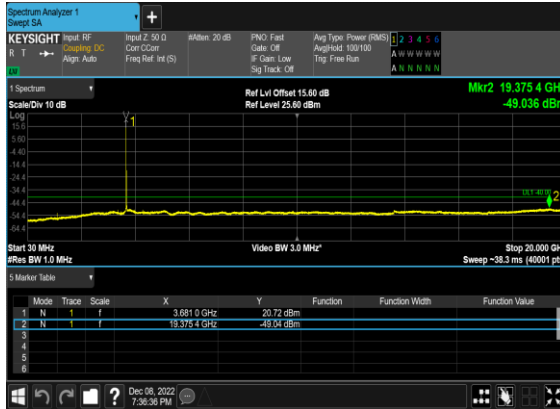 Spectrum Analyzer 1
Swept SA
KEYSIGHT Input: RF Input Z: 50 Ω #Atten: 20 dB PNO: Fast Avg Type: Power (RMS) 1 2 3 4 5 6
R T Coupling: DC Corr CCorr Gate: Off Avg|Hold: 100/100 A W W W W W
Align: Auto Freq Ref: Int (S) IF Gain: Low Trig: Free Run
LU Sig Track: Off A N N N N N
1 Spectrum Ref Lvl Offset 15.60 dB Mkr2 19.375 4 GH
Scale/Div 10 dB Ref Level 25.60 dBm -49.036 dB
Log
15.6
5.60
-4.40
-14.4
-24.4
-34.4
-44.4
-54.4
-64.4
1
2
Start 30 MHz Video BW 3.0 MHz* Stop 20.000 GH
#Res BW 1.0 MHz Sweep ~38.3 ms (40001 pt
5 Marker Table
Mode Trace Scale X Y Function Function Width Function Value
1 N 1 f 3.681 0 GHz 20.72 dBm
2 N 1 f 19.375 4 GHz -49.04 dBm
3
4
5
6
? Dec 08, 2022
7:36:36 PM